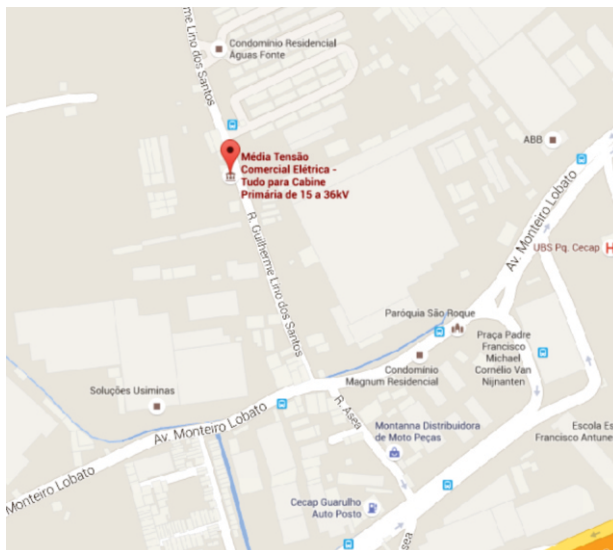 rme Lino dos Santos
Condomínio Residencial
Águas Fonte
ABB
Média Tensão
Comercial Elétrica -
Tudo para Cabine
Primária de 15 a 36kV
R. Guilherme Lino dos Santos
Av. Monteiro Lobato
UBS Pq. Cecap
H
Paróquia São Roque
Praça Padre
Francisco
Michael
Cornélio Van
Nijnanten
Condomínio
Magnum Residencial
Soluções Usiminas
Av. Monteiro Lobato
R. Asea
Montanna Distribuidora
de Moto Peças
Escola Es
Francisco Antune
Monteiro Lobato
Cecap Guarulho
Auto Posto
sea